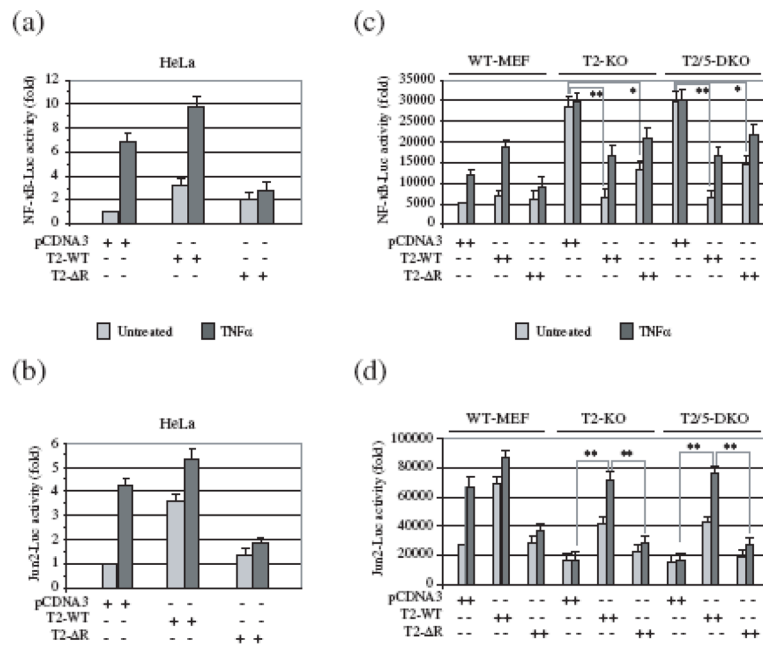 (a)
HeLa
NF-κB-Luc activity (fold)
12
10
8
6
4
2
0
pCDNA3 + + - - - -
T2-WT - - + + - -
T2-ΔR - - - - + +
(c)
WT-MEF T2-KO T2/5-DKO
NF-κB-Luc activity (fold)
35000
30000
25000
20000
15000
10000
5000
0
** * ** *
pCDNA3 ++ -- -- ++ -- -- ++ -- --
T2-WT -- ++ -- -- ++ -- -- ++ --
T2-ΔR -- -- ++ -- -- ++ -- -- ++
Untreated TNFα
Untreated TNFα
(b)
HeLa
Jun2-Luc activity (fold)
6
5
4
3
2
1
0
pCDNA3 + + - - - -
T2-WT - - + + - -
T2-ΔR - - - - + +
(d)
WT-MEF T2-KO T2/5-DKO
Jun2-Luc activity (fold)
100000
80000
60000
40000
20000
0
** ** ** **
pCDNA3 ++ -- -- ++ -- -- ++ -- --
T2-WT -- ++ -- -- ++ -- -- ++ --
T2-ΔR -- -- ++ -- -- ++ -- -- ++